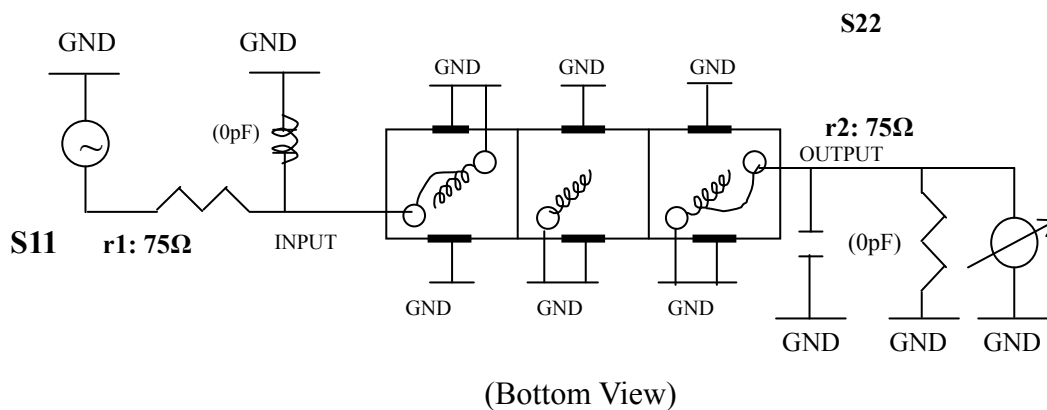 S22
GND
GND
GND
GND
GND
(0pF)
r2: 75Ω
OUTPUT
S11
r1: 75Ω
INPUT
(0pF)
GND
GND
GND
GND
GND
GND
(Bottom View)